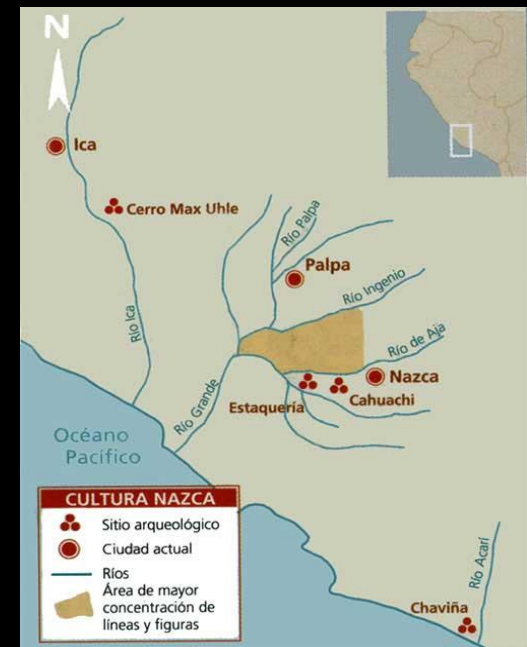 N
Ica
Cerro Max Uhle
Río Palpa
Palpa
Río Ingenio
Río Ica
Río de Aja
Nazca
Río Grande
Estaquería
Cahuachi
Océano
Pacífico
CULTURA NAZCA
Sitio arqueológico
Ciudad actual
Ríos
Área de mayor
concentración de
líneas y figuras
Río Acarí
Chaviña